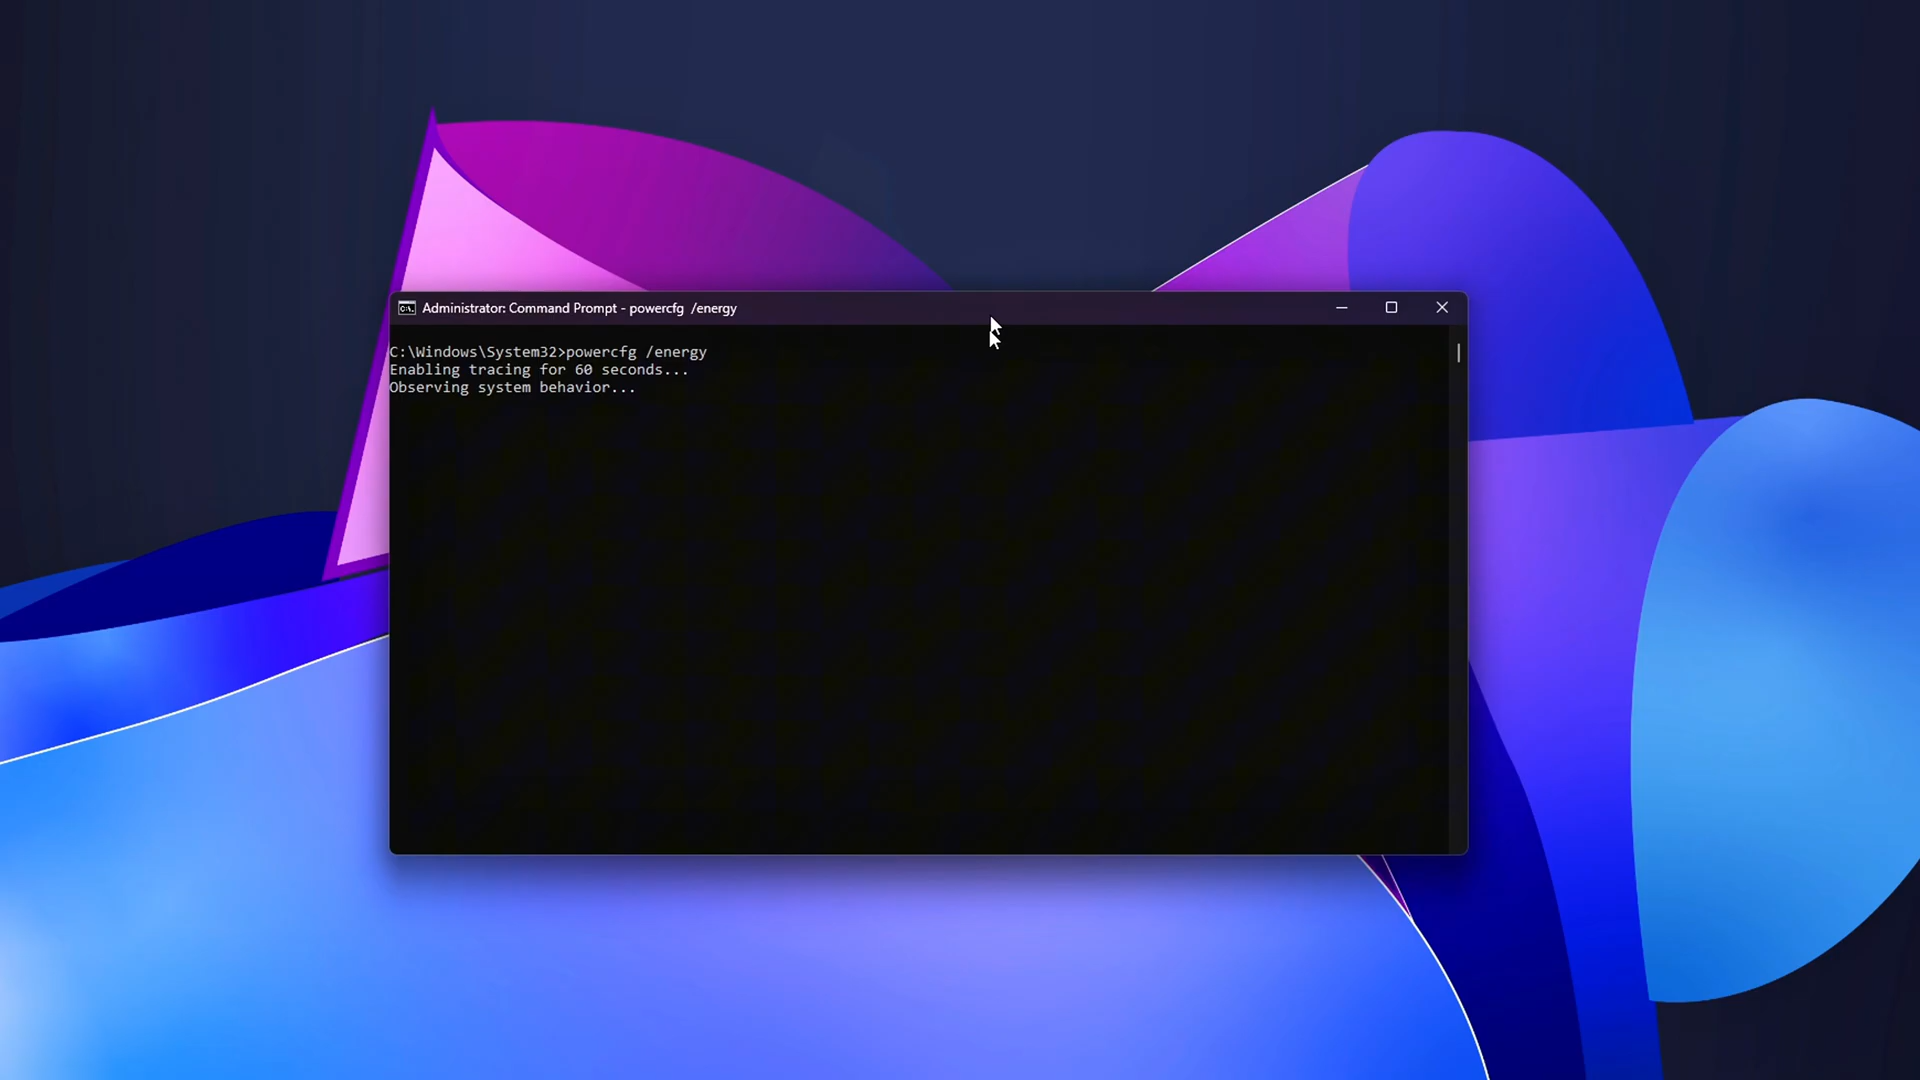 Administrator: Command Prompt - powercfg  /energy
C:\Windows\System32>powercfg /energy
Enabling tracing for 60 seconds...
Observing system behavior...